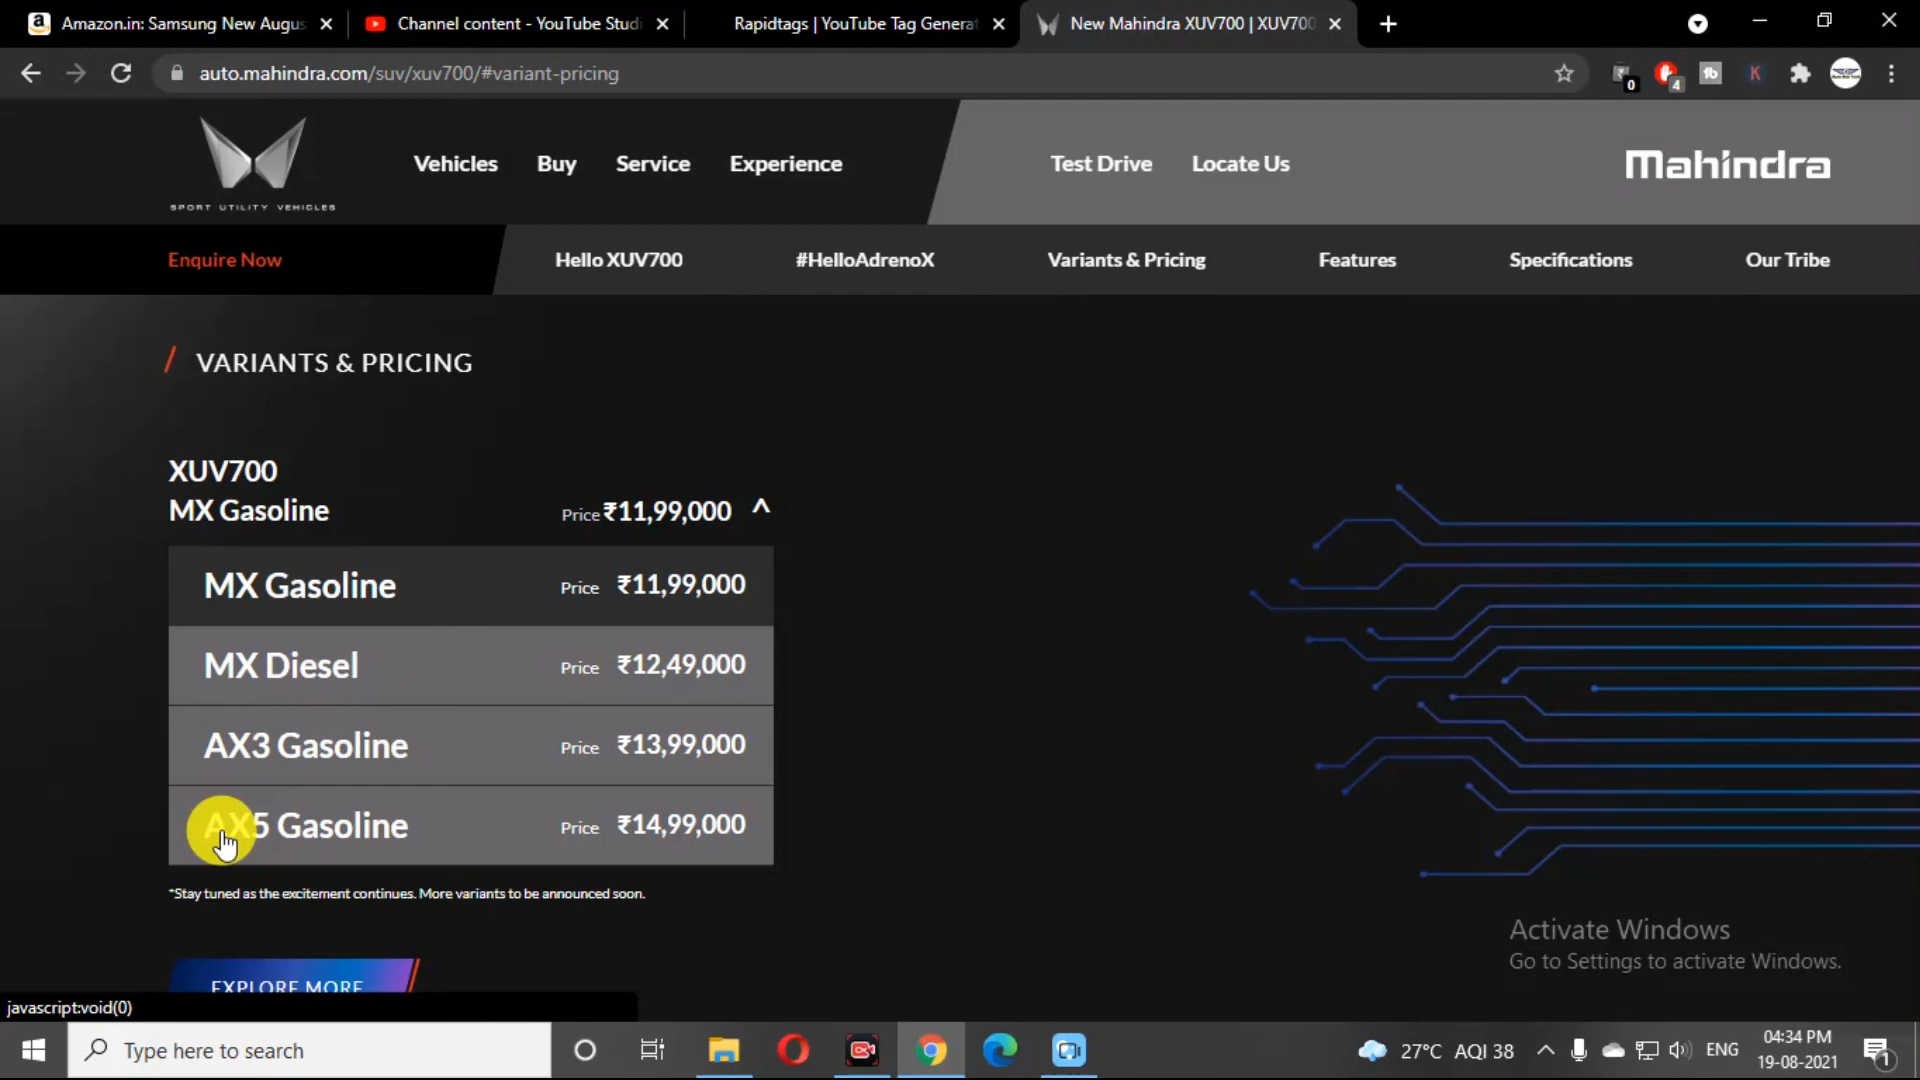 Amazon.in: Samsung New Augus
Channel content - YouTube Studi
Rapidtags | YouTube Tag Generat
New Mahindra XUV700 | XUV700
auto.mahindra.com/suv/xuv700/#variant-pricing
0
4
tb
K
SPORT UTILITY VEHICLES
Vehicles
Buy
Service
Experience
Test Drive
Locate Us
Mahindra
Enquire Now
Hello XUV700
#HelloAdrenoX
Variants & Pricing
Features
Specifications
Our Tribe
VARIANTS & PRICING
XUV700
MX Gasoline
Price ₹11,99,000
MX Gasoline Price ₹11,99,000
MX Diesel Price ₹12,49,000
AX3 Gasoline Price ₹13,99,000
AX5 Gasoline Price ₹14,99,000
*Stay tuned as the excitement continues. More variants to be announced soon.
EXPLORE MORE
Activate Windows
Go to Settings to activate Windows.
javascript:void(0)
Type here to search
27°C AQI 38
ENG
04:34 PM
19-08-2021
1